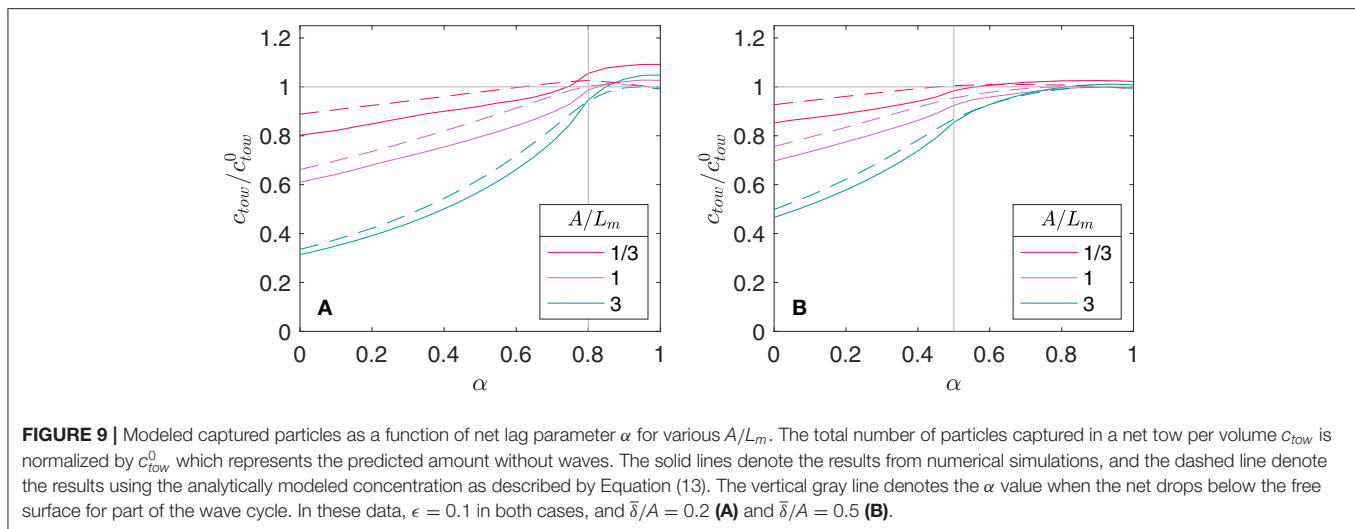 1.2
1
0.8
0.6
0.4
0.2
0
c_tow/c^0_tow
A/L_m
1/3
1
3
A
0 0.2 0.4 0.6 0.8 1
α
1.2
1
0.8
0.6
0.4
0.2
0
c_tow/c^0_tow
A/L_m
1/3
1
3
B
0 0.2 0.4 0.6 0.8 1
α
FIGURE 9 | Modeled captured particles as a function of net lag parameter α for various A/L_m. The total number of particles captured in a net tow per volume c_tow is
normalized by c^0_tow which represents the predicted amount without waves. The solid lines denote the results from numerical simulations, and the dashed line denote
the results using the analytically modeled concentration as described by Equation (13). The vertical gray line denotes the α value when the net drops below the free
surface for part of the wave cycle. In these data, ϵ = 0.1 in both cases, and δ̅/A = 0.2 (A) and δ̅/A = 0.5 (B).